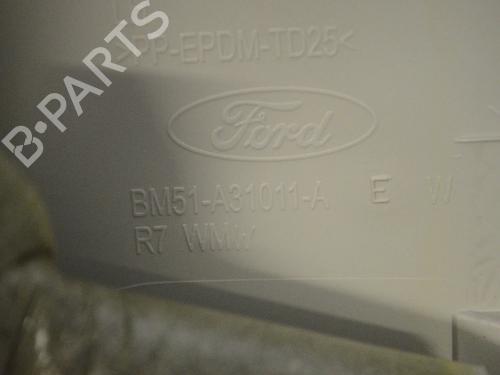 >PP-EPDM-TD25<
Ford
BM51-A31011-A E W
R7 WMW
B-PARTS